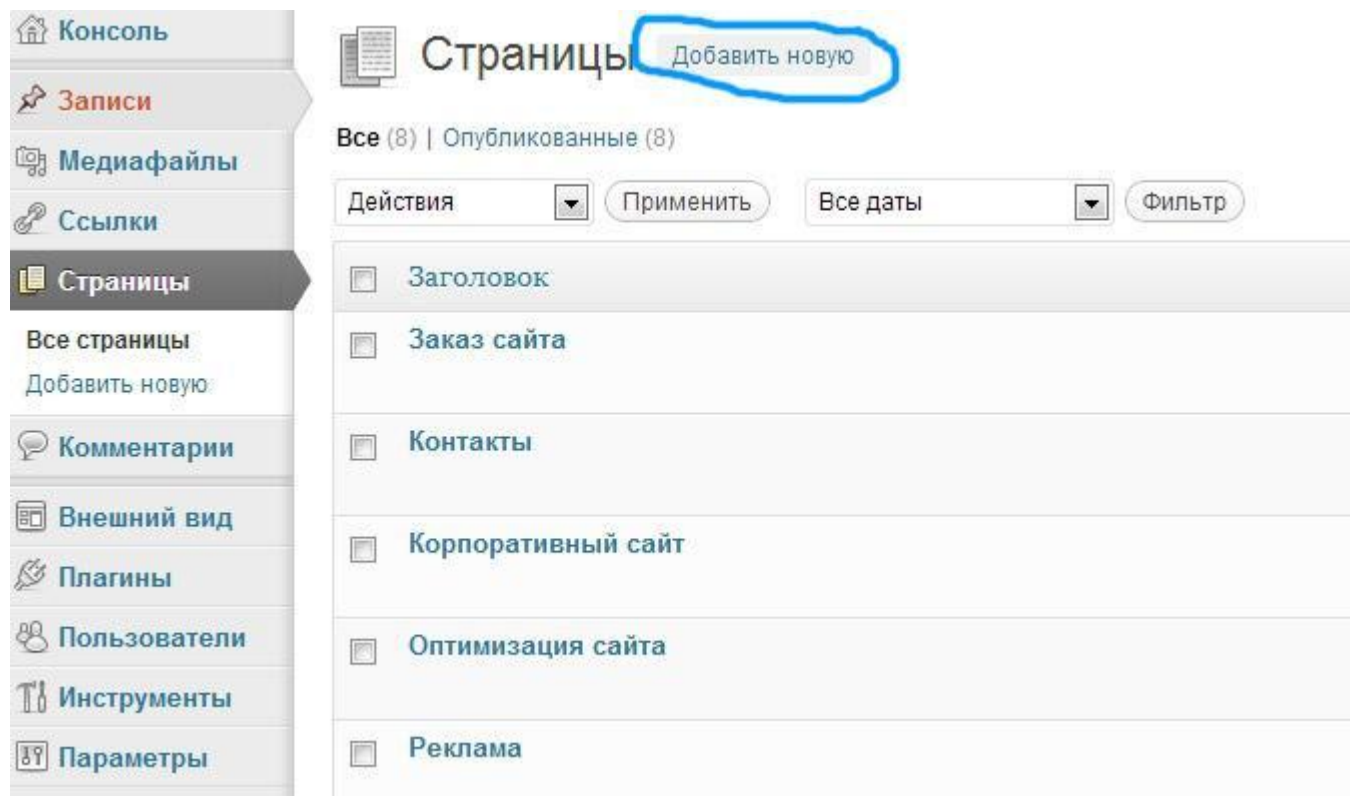 Консоль
Записи
Медиафайлы
Ссылки
Страницы
Все страницы
Добавить новую
Комментарии
Внешний вид
Плагины
Пользователи
Инструменты
Параметры
Страницы Добавить новую
Все (8) | Опубликованные (8)
Действия Применить Все даты Фильтр
Заголовок
Заказ сайта
Контакты
Корпоративный сайт
Оптимизация сайта
Реклама